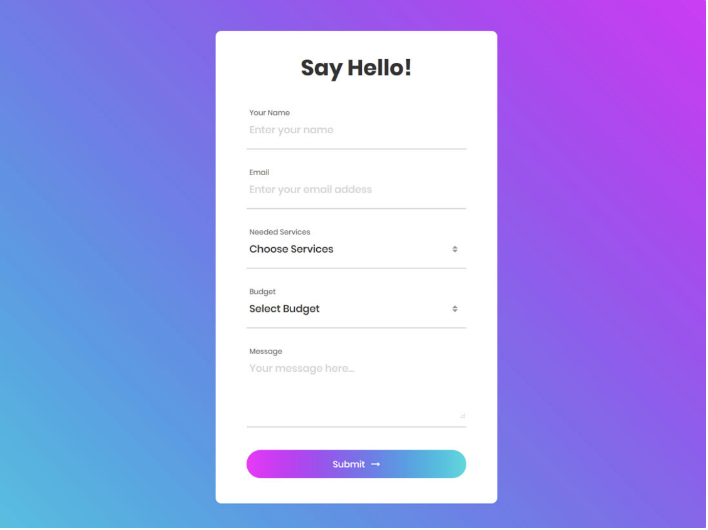 Say Hello!
Your Name
Enter your name
Email
Enter your email addess
Needed Services
Choose Services
Budget
Select Budget
Message
Your message here...
Submit →